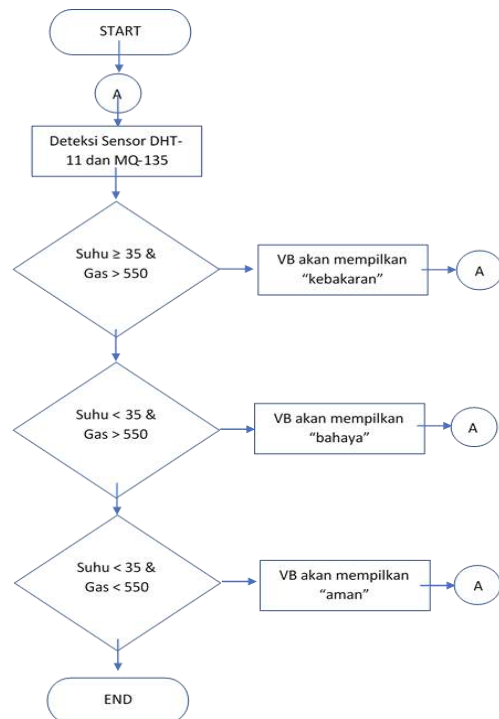 START
A
Deteksi Sensor DHT-
11 dan MQ-135
Suhu ≥ 35 &
Gas > 550
VB akan mempilkan
“kebakaran”
A
Suhu < 35 &
Gas > 550
VB akan mempilkan
“bahaya”
A
Suhu < 35 &
Gas < 550
VB akan mempilkan
“aman”
A
END